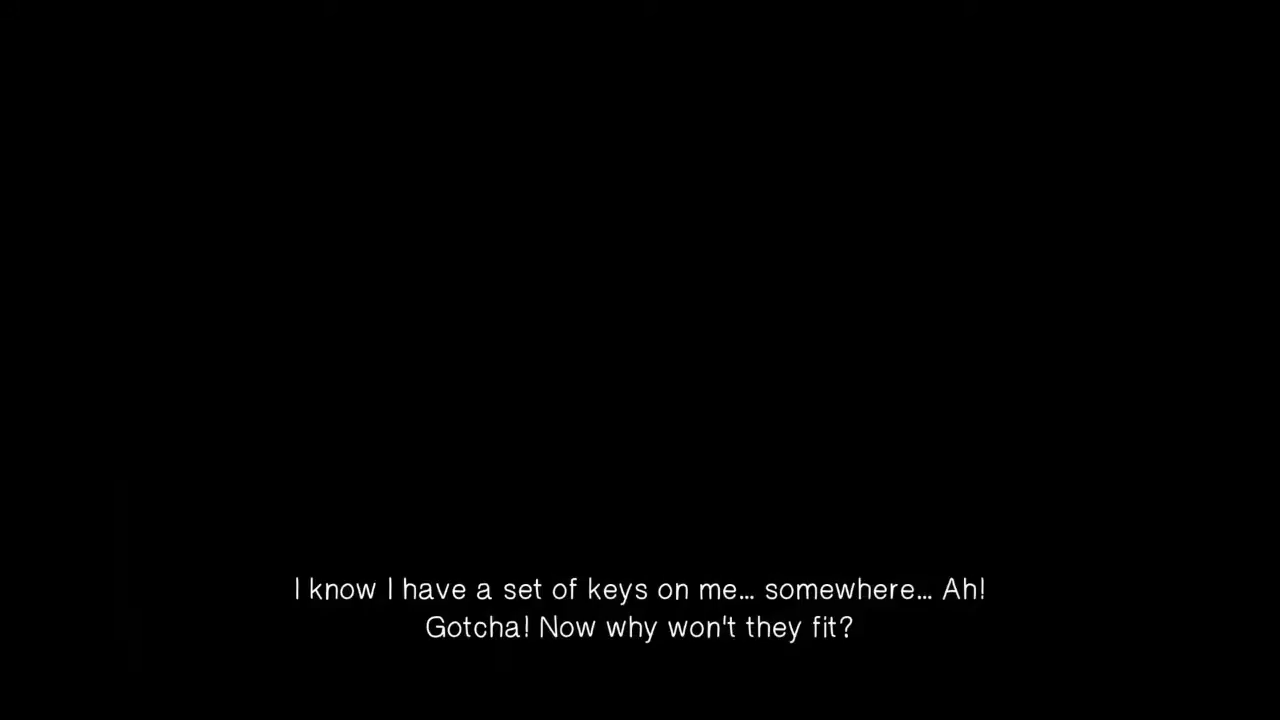 I know I have a set of keys on me... somewhere... Ah!
Gotcha! Now why won't they fit?